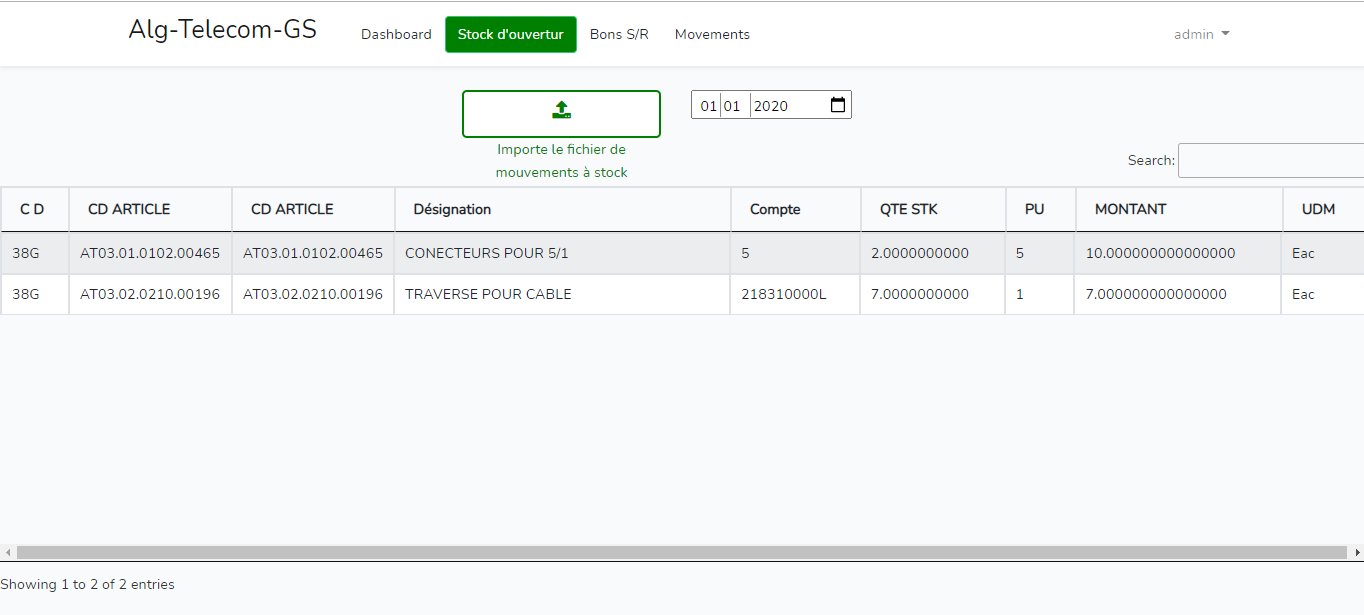 Alg-Telecom-GS Dashboard Stock d'ouvertur Bons S/R Movements admin
01 01 2020
Importe le fichier de
mouvements à stock
Search:
C D CD ARTICLE CD ARTICLE Désignation Compte QTE STK PU MONTANT UDM
38G AT03.01.0102.00465 AT03.01.0102.00465 CONECTEURS POUR 5/1 5 2.0000000000 5 10.000000000000000 Eac
38G AT03.02.0210.00196 AT03.02.0210.00196 TRAVERSE POUR CABLE 218310000L 7.0000000000 1 7.000000000000000 Eac
Showing 1 to 2 of 2 entries